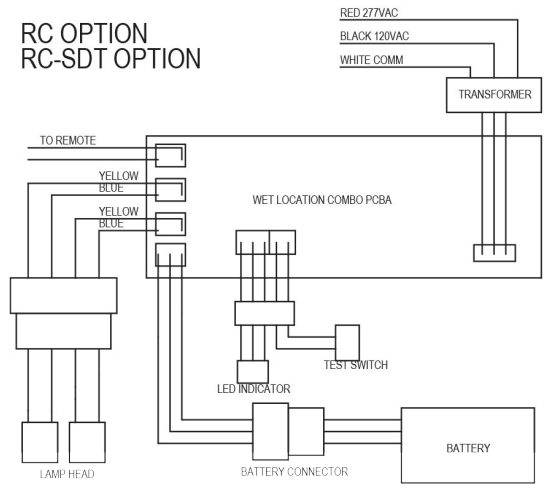 RC OPTION
RC-SDT OPTION
RED 277VAC
BLACK 120VAC
WHITE COMM
TRANSFORMER
TO REMOTE
YELLOW
BLUE
WET LOCATION COMBO PCBA
YELLOW
BLUE
TEST SWITCH
LED INDICATOR
BATTERY
LAMP HEAD
BATTERY CONNECTOR